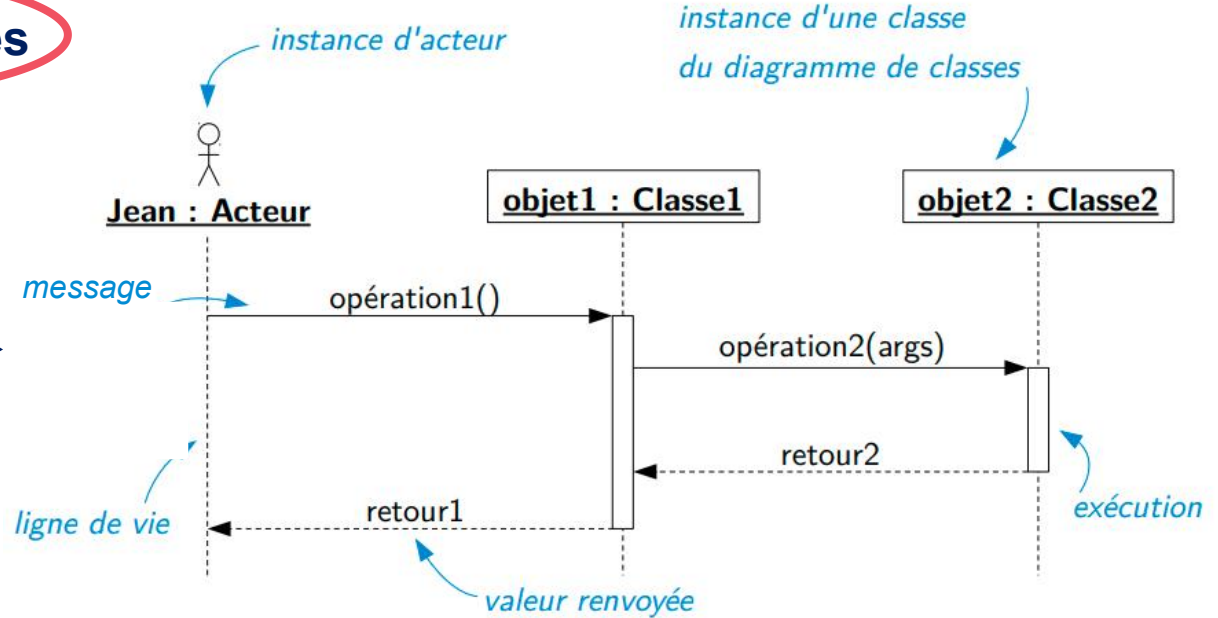 es
instance d'acteur
instance d'une classe
du diagramme de classes
Jean : Acteur
objet1 : Classe1
objet2 : Classe2
message
opération1()
opération2(args)
retour2
retour1
ligne de vie
exécution
valeur renvoyée